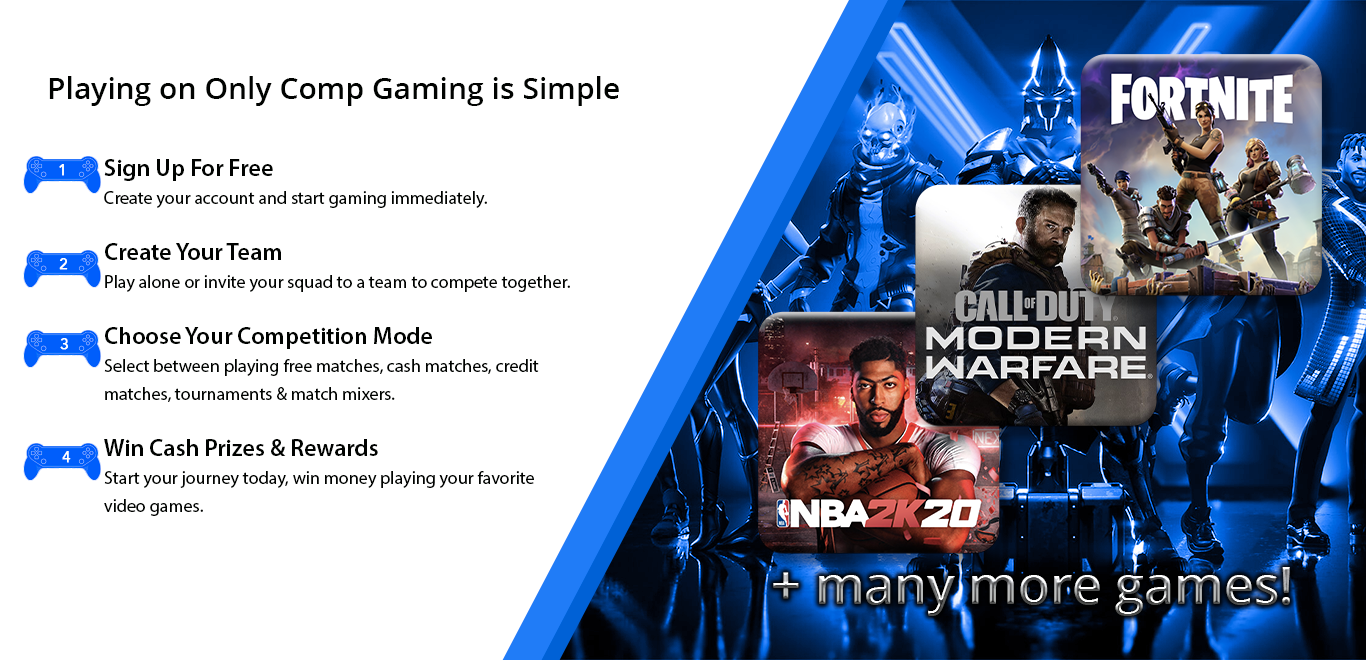 Playing on Only Comp Gaming is Simple
1
Sign Up For Free
Create your account and start gaming immediately.
2
Create Your Team
Play alone or invite your squad to a team to compete together.
3
Choose Your Competition Mode
Select between playing free matches, cash matches, credit
matches, tournaments & match mixers.
4
Win Cash Prizes & Rewards
Start your journey today, win money playing your favorite
video games.
FORTNITE
CALL OF DUTY
MODERN
WARFARE
NBA 2K20
+ many more games!